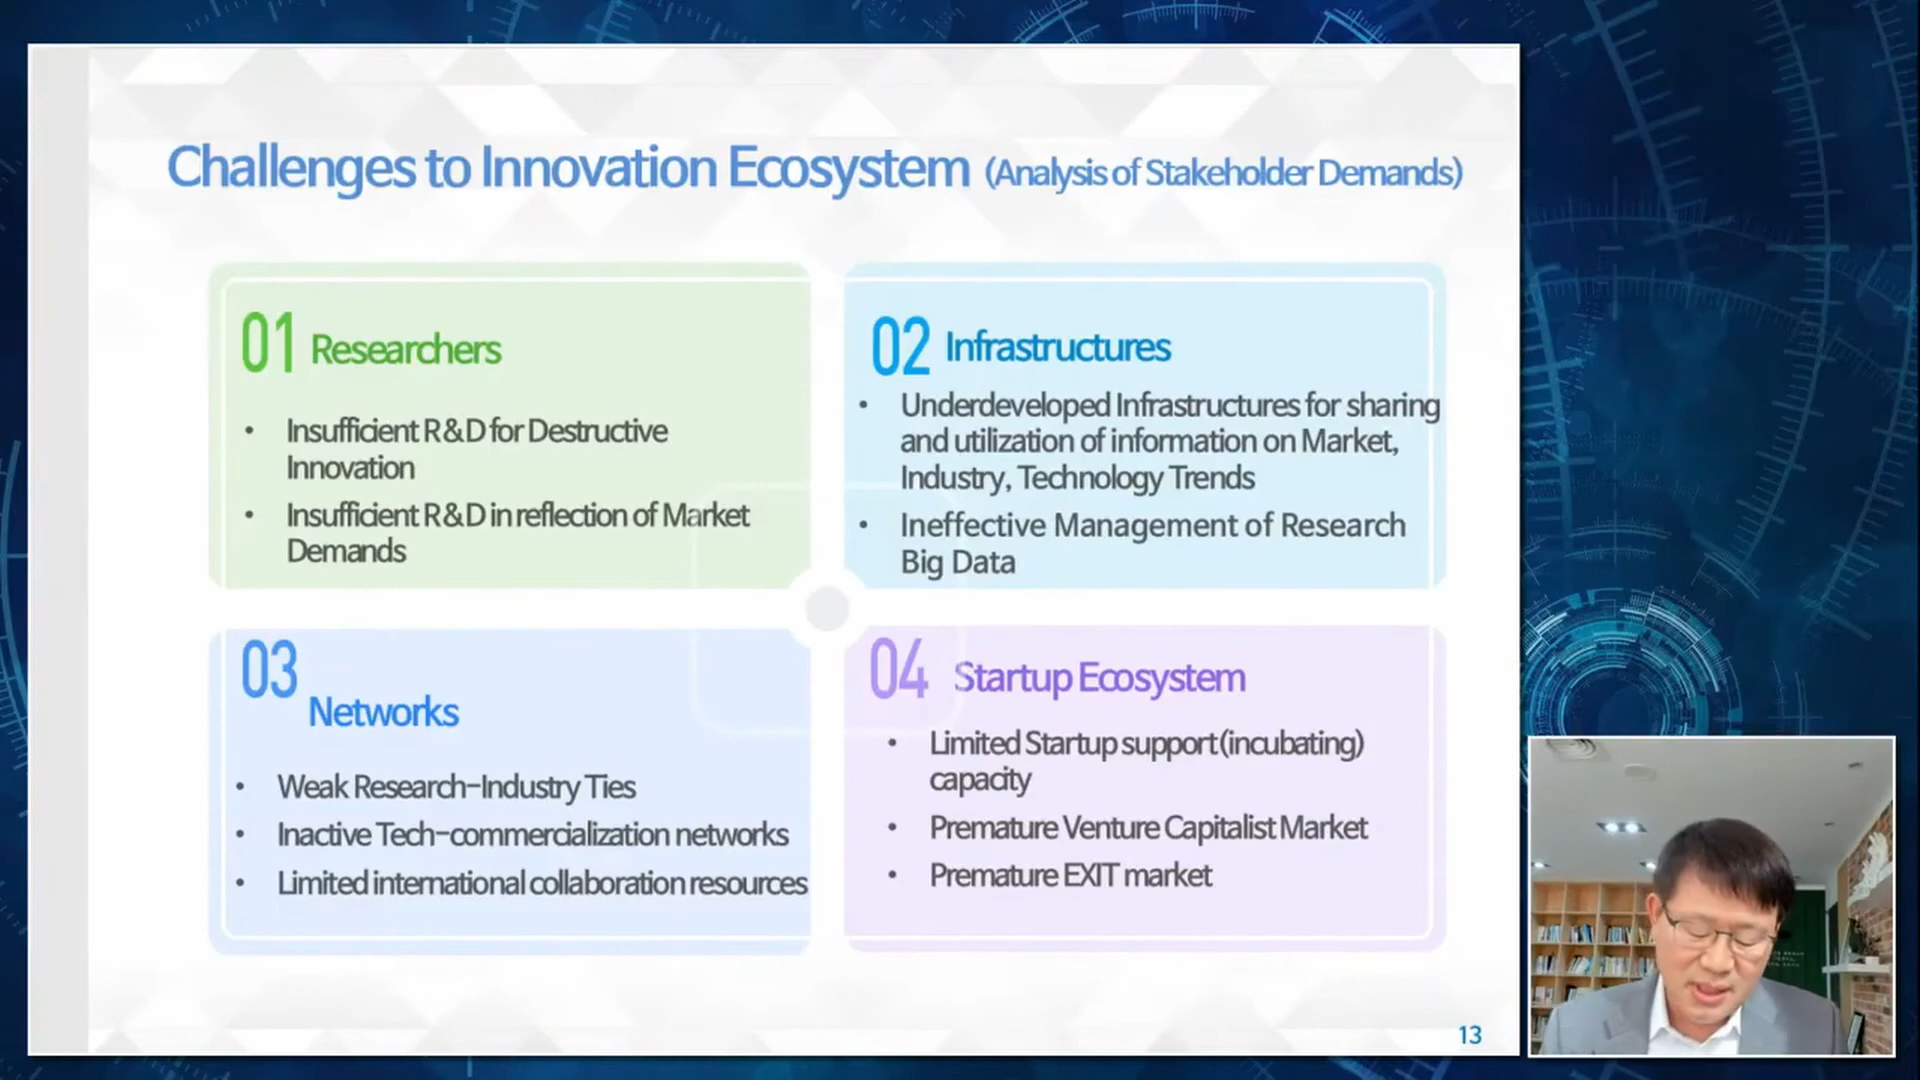 Challenges to Innovation Ecosystem (Analysis of Stakeholder Demands)
01 Researchers
• Insufficient R&D for Destructive
Innovation
• Insufficient R&D in reflection of Market
Demands
02 Infrastructures
• Underdeveloped Infrastructures for sharing
and utilization of information on Market,
Industry, Technology Trends
• Ineffective Management of Research
Big Data
03
Networks
• Weak Research-Industry Ties
• Inactive Tech-commercialization networks
• Limited international collaboration resources
04 Startup Ecosystem
• Limited Startup support(incubating)
capacity
• Premature Venture Capitalist Market
• Premature EXIT market
13